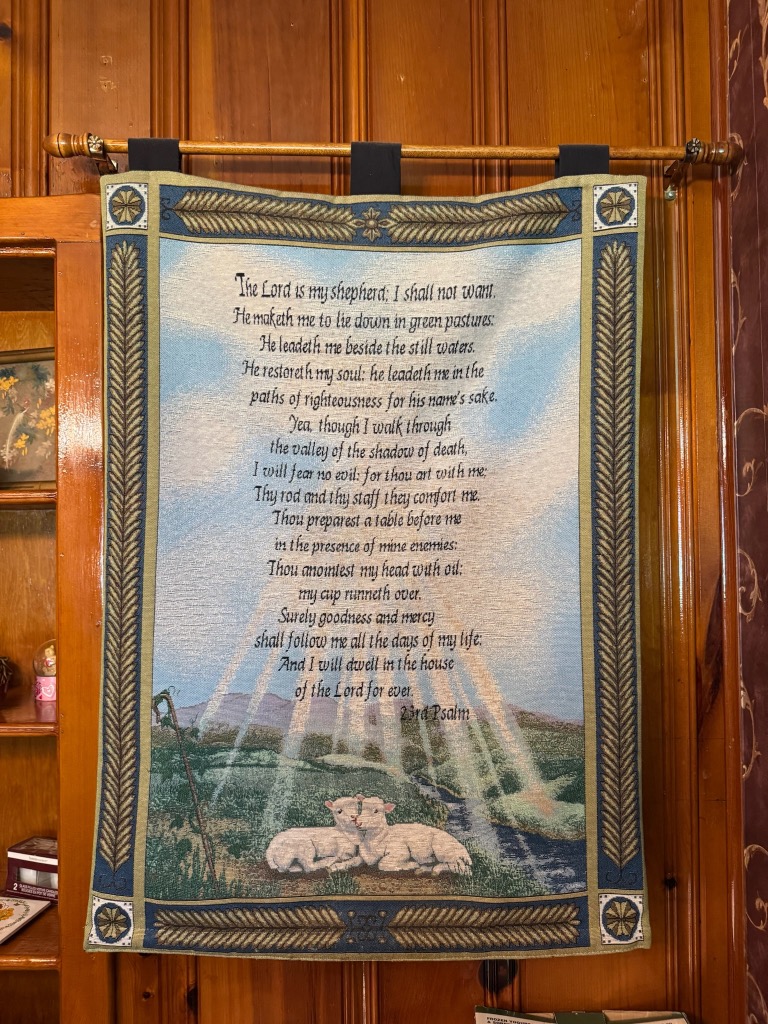 The Lord is my shepherd; I shall not want.
He maketh me to lie down in green pastures:
He leadeth me beside the still waters.
He restoreth my soul: he leadeth me in the
paths of righteousness for his name's sake.
Yea, though I walk through
the valley of the shadow of death,
I will fear no evil: for thou art with me;
Thy rod and thy staff they comfort me.
Thou preparest a table before me
in the presence of mine enemies:
Thou anointest my head with oil;
my cup runneth over.
Surely goodness and mercy
shall follow me all the days of my life:
And I will dwell in the house
of the Lord for ever.
23rd Psalm